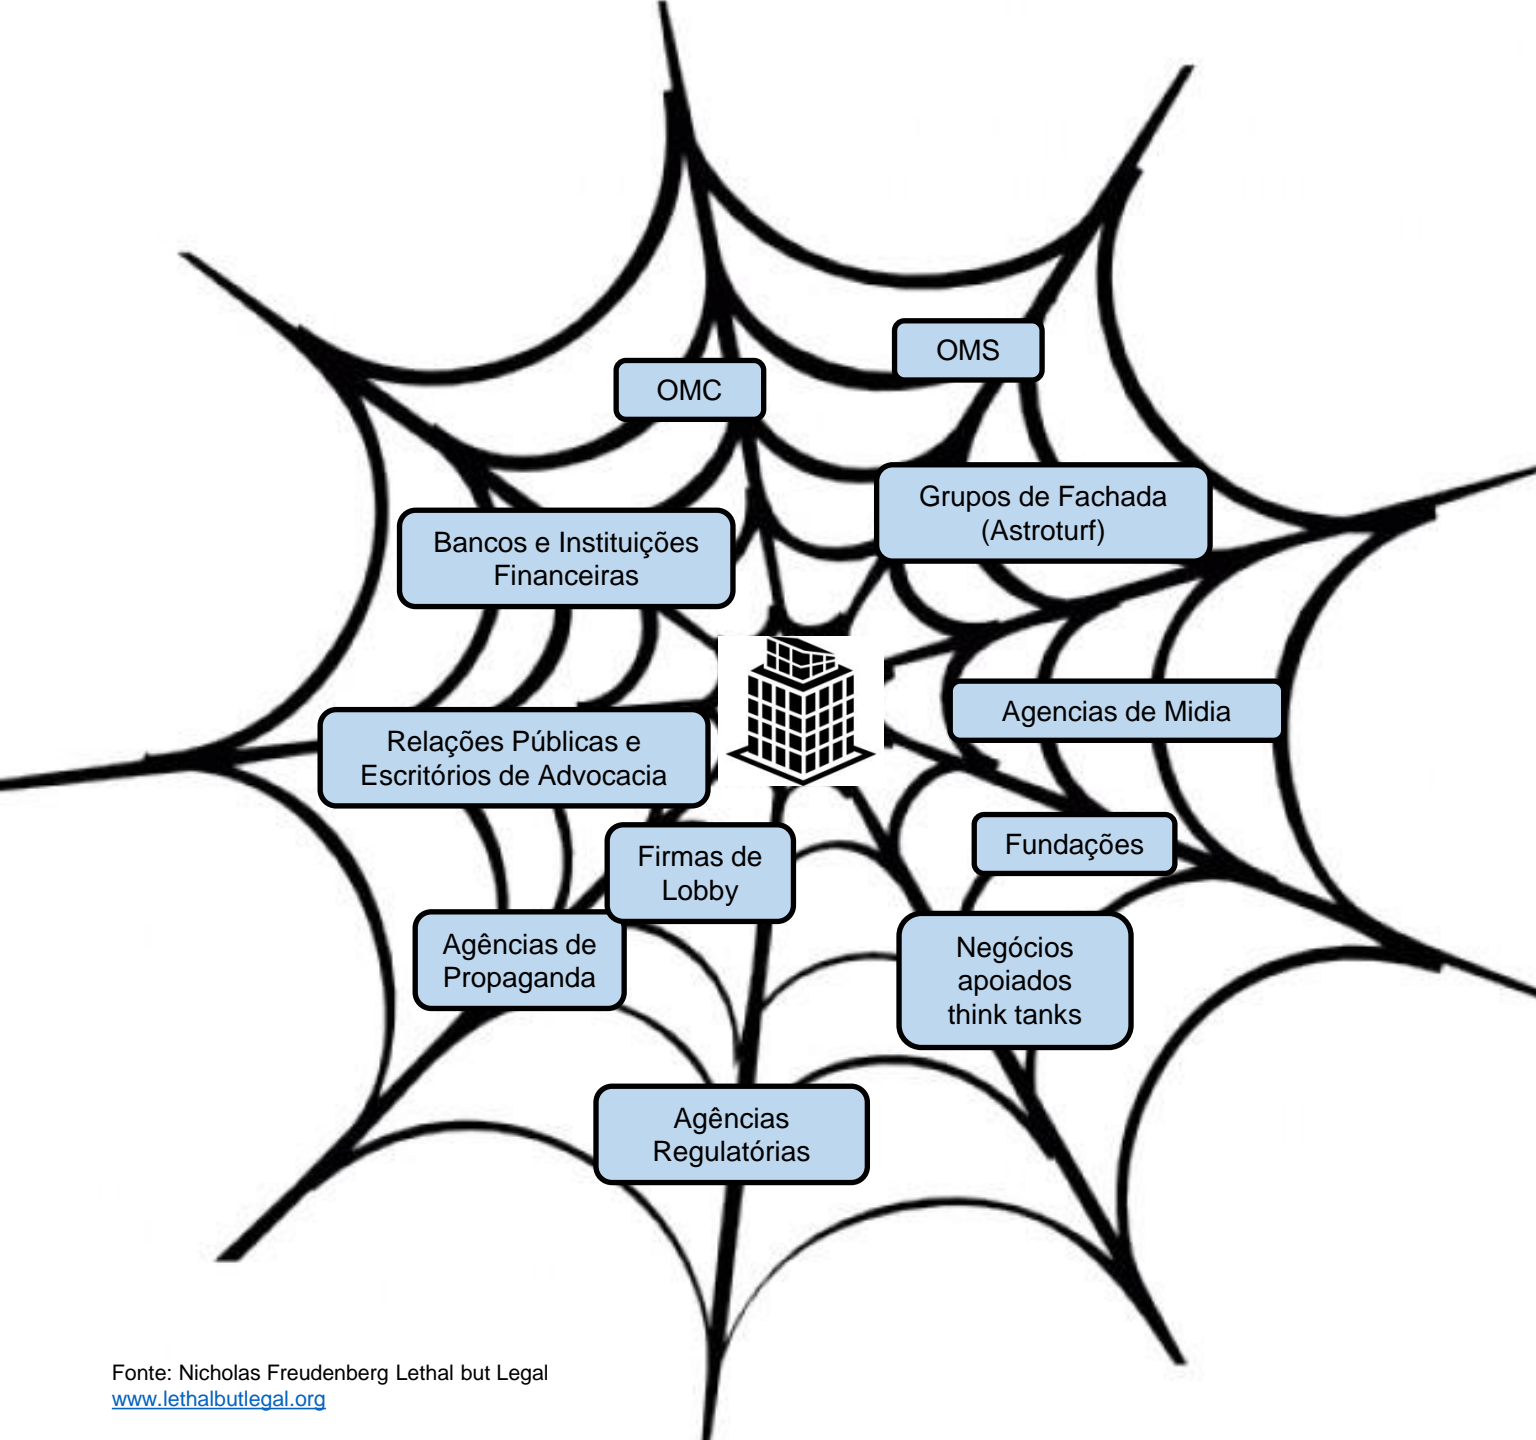 OMS
OMC
Grupos de Fachada
(Astroturf)
Bancos e Instituições
Financeiras
Agencias de Midia
Relações Públicas e
Escritórios de Advocacia
Fundações
Firmas de
Lobby
Agências de
Propaganda
Negócios
apoiados
think tanks
Agências
Regulatórias
Fonte: Nicholas Freudenberg Lethal but Legal
www.lethalbutlegal.org